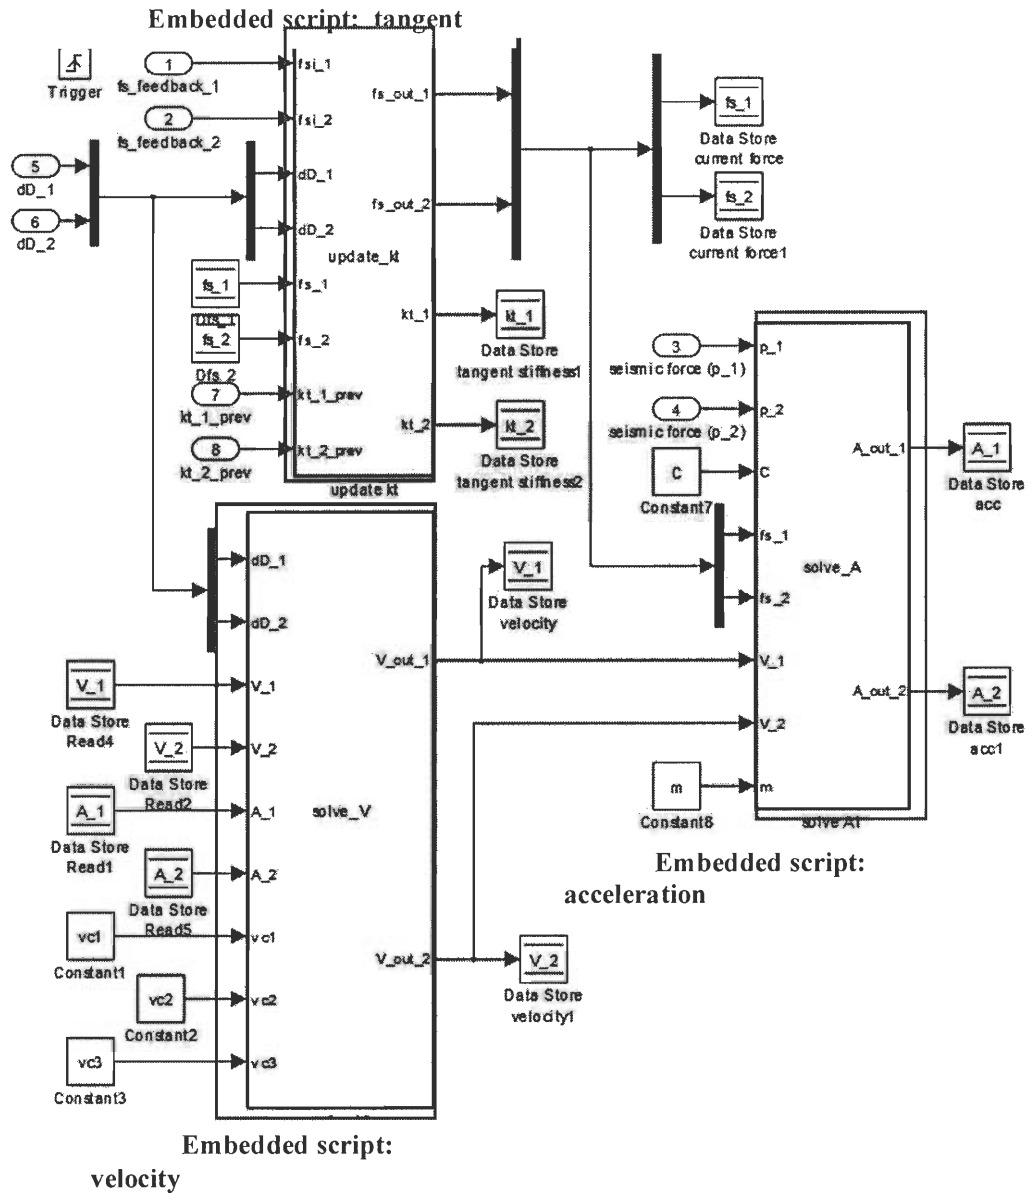 Embedded script: tangent
Trigger
1
fs_feedback_1
2
fs_feedback_2
5
dD_1
6
dD_2
fs_1
Dfs_1
fs_2
Dfs_2
7
kt_1_prev
8
kt_2_prev
fsi_1
fsi_2
dD_1
dD_2
update_kt
fs_1
fs_2
kt_1_prev
kt_2_prev
fs_out_1
fs_out_2
kt_1
kt_2
update kt
fs_1
Data Store
current force
fs_2
Data Store
current force1
kt_1
Data Store
tangent stiffness1
kt_2
Data Store
tangent stiffness2
3
seismic force (p_1)
4
seismic force (p_2)
C
Constant7
m
Constant8
p_1
p_2
C
fs_1
solve_A
fs_2
V_1
V_2
m
A_out_1
A_out_2
solve A1
A_1
Data Store
acc
A_2
Data Store
acc1
Embedded script:
acceleration
V_1
Data Store
Read4
V_2
Data Store
Read2
A_1
Data Store
Read1
A_2
Data Store
Read5
vc1
Constant1
vc2
Constant2
vc3
Constant3
dD_1
dD_2
V_1
V_2
A_1
solve_V
A_2
vc1
vc2
vc3
V_out_1
V_out_2
V_1
Data Store
velocity
V_2
Data Store
velocity1
Embedded script:
velocity